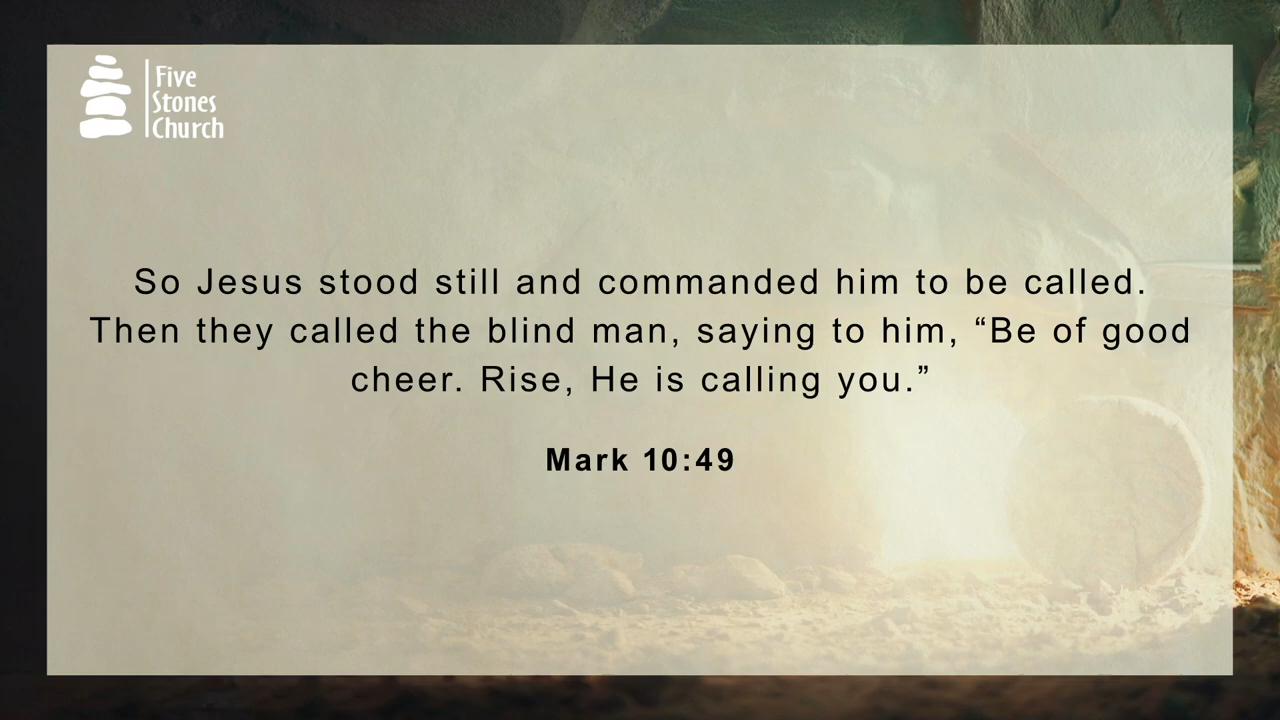 Five
Stones
Church
So Jesus stood still and commanded him to be called.
Then they called the blind man, saying to him, “Be of good
cheer. Rise, He is calling you.”
Mark 10:49